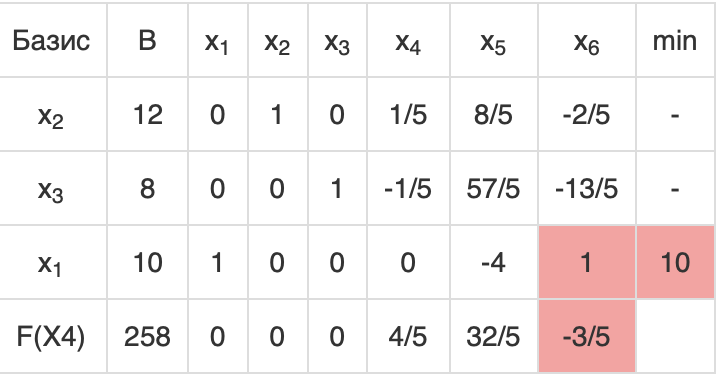 Базис B x₁ x₂ x₃ x₄ x₅ x₆ min
x₂ 12 0 1 0 1/5 8/5 -2/5 -
x₃ 8 0 0 1 -1/5 57/5 -13/5 -
x₁ 10 1 0 0 0 -4 1 10
F(X4) 258 0 0 0 4/5 32/5 -3/5